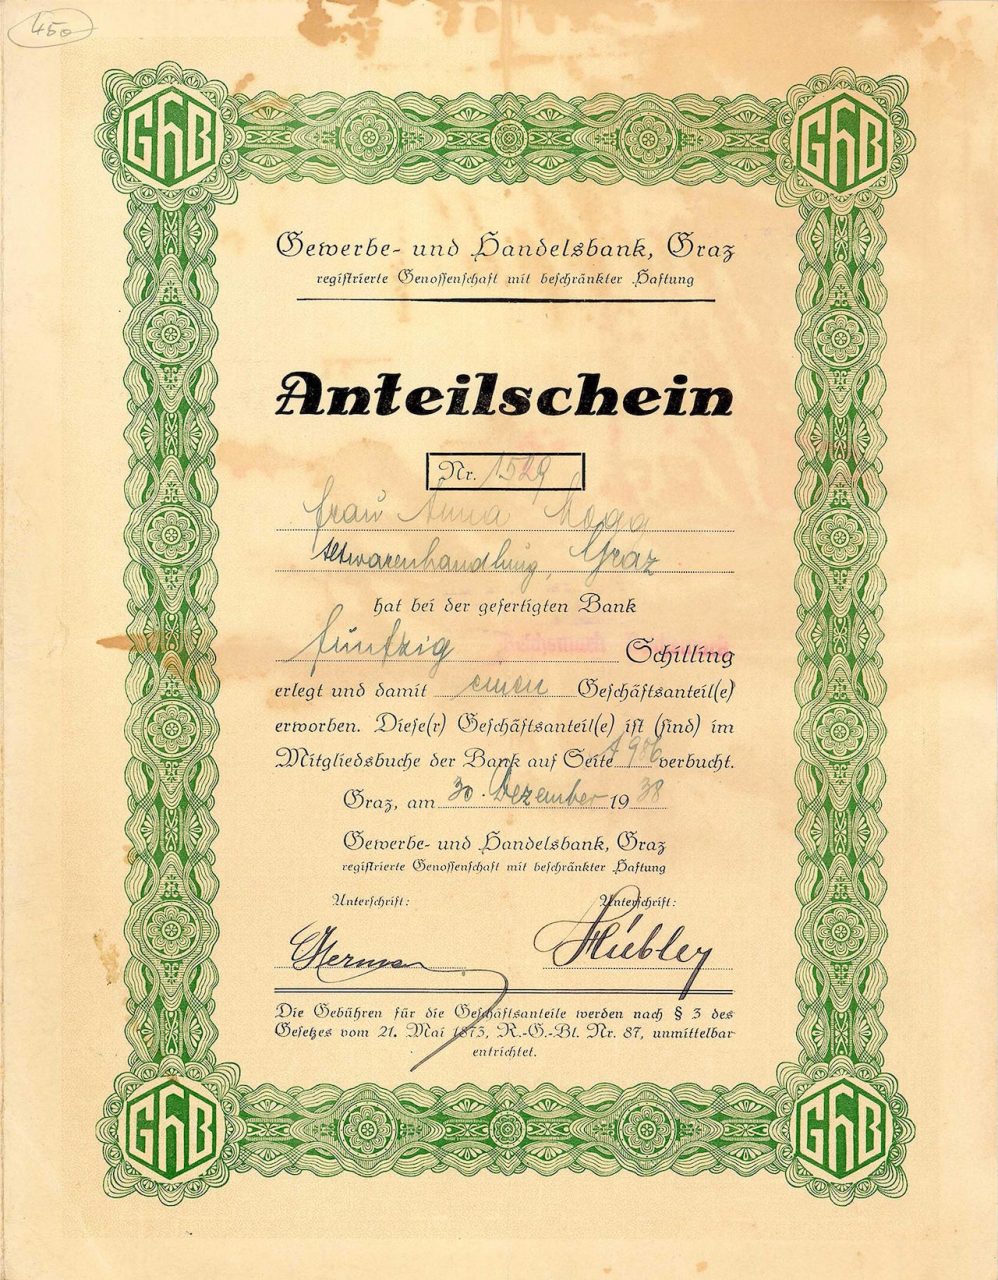 450
GHB GHB
Gewerbe- und Handelsbank, Graz
registrierte Genossenschaft mit beschränkter Haftung
Anteilschein
Nr. 1529
Frau Anna
Altwarenhandlung, Graz
hat bei der gefertigten Bank
fünfzig Schilling
erlegt und damit einen Geschäftsanteil(e)
erworben. Diese(r) Geschäftsanteil(e) ist (sind) im
Mitgliedsbuche der Bank auf Seite A 906 verbucht.
Graz, am 30. Dezember 1938
Gewerbe- und Handelsbank, Graz
registrierte Genossenschaft mit beschränkter Haftung
Unterschrift: Unterschrift:
Die Gebühren für die Geschäftsanteile werden nach § 3 des
Gesetzes vom 21. Mai 1873, R.-G.-Bl. Nr. 87, unmittelbar
entrichtet.
GHB GHB